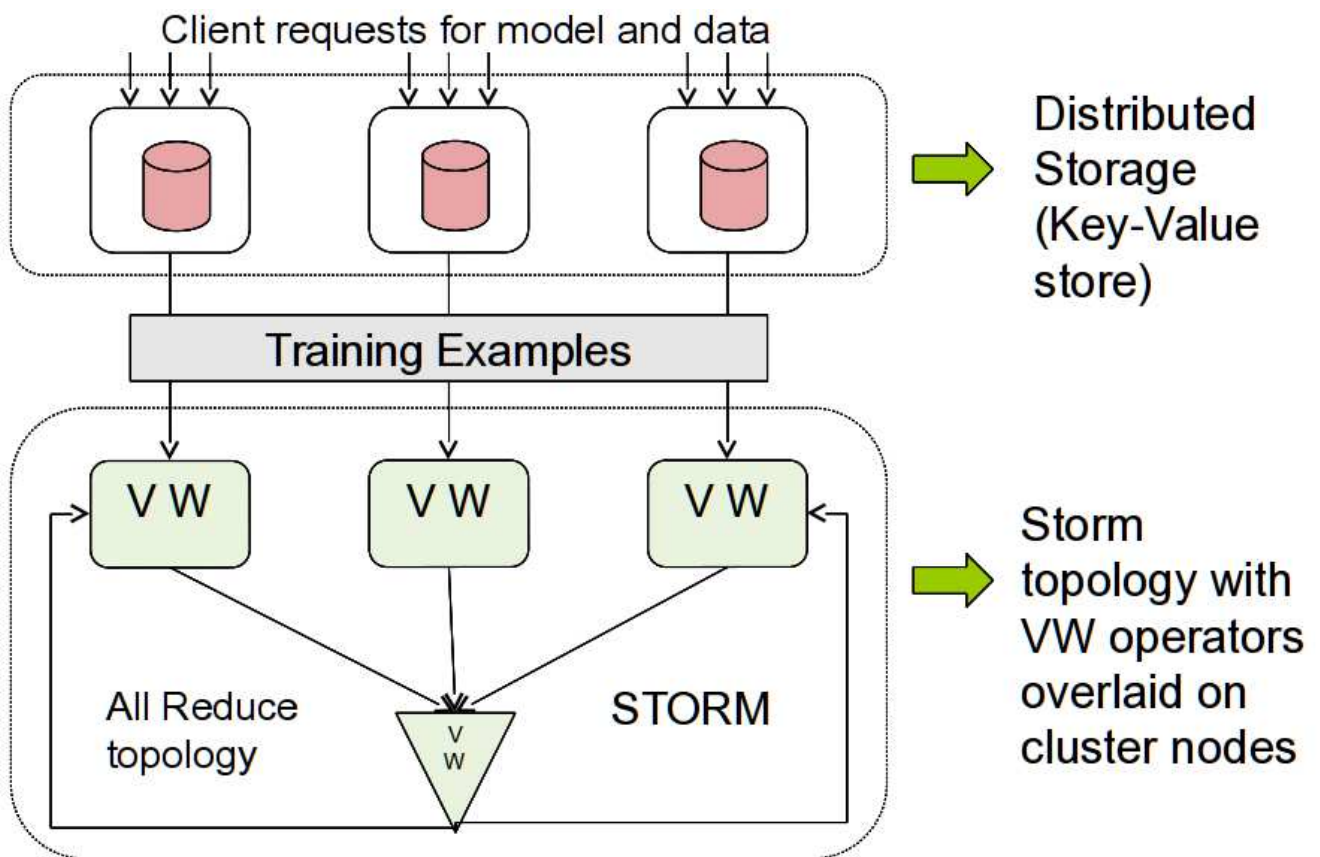 Client requests for model and data
Distributed
Storage
(Key-Value
store)
Training Examples
V W
V W
V W
All Reduce
topology
STORM
V
W
Storm
topology with
VW operators
overlaid on
cluster nodes